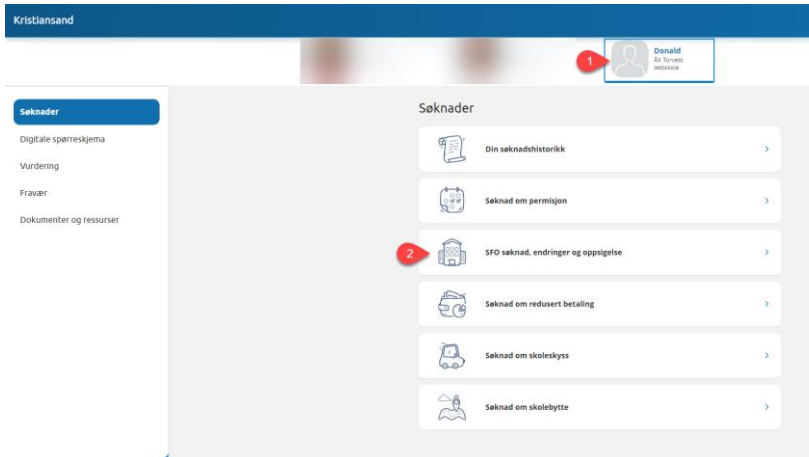 Kristiansand
1
Donald
testskole
Søknader
Digitale spørreskjema
Vurdering
Fravær
Dokumenter og ressurser
Søknader
Din søknadshistorikk
Søknad om permisjon
2
SFO søknad, endringer og oppsigelse
Søknad om redusert betaling
Søknad om skoleskyss
Søknad om skolebytte